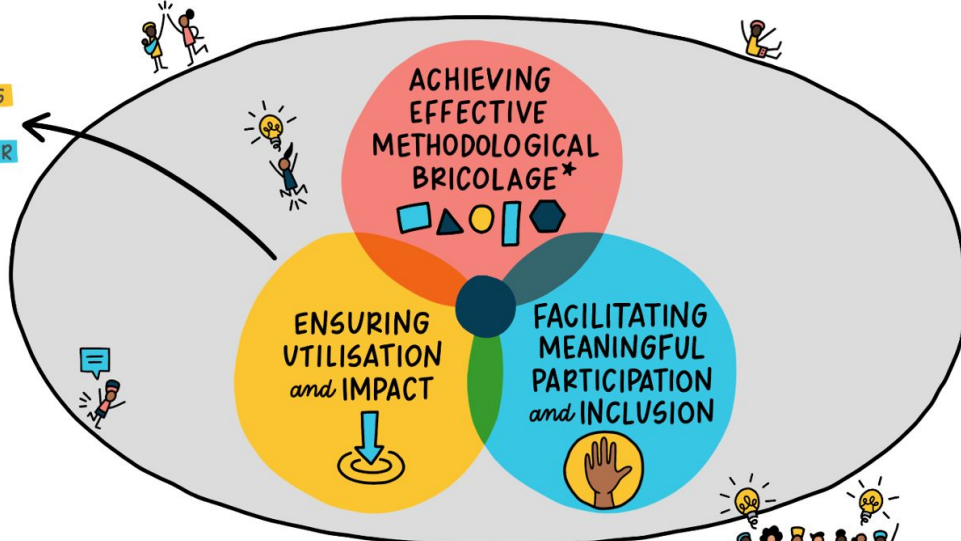 ACHIEVING
EFFECTIVE
METHODOLOGICAL
BRICOLAGE*
ENSURING
UTILISATION
and IMPACT
FACILITATING
MEANINGFUL
PARTICIPATION
and INCLUSION